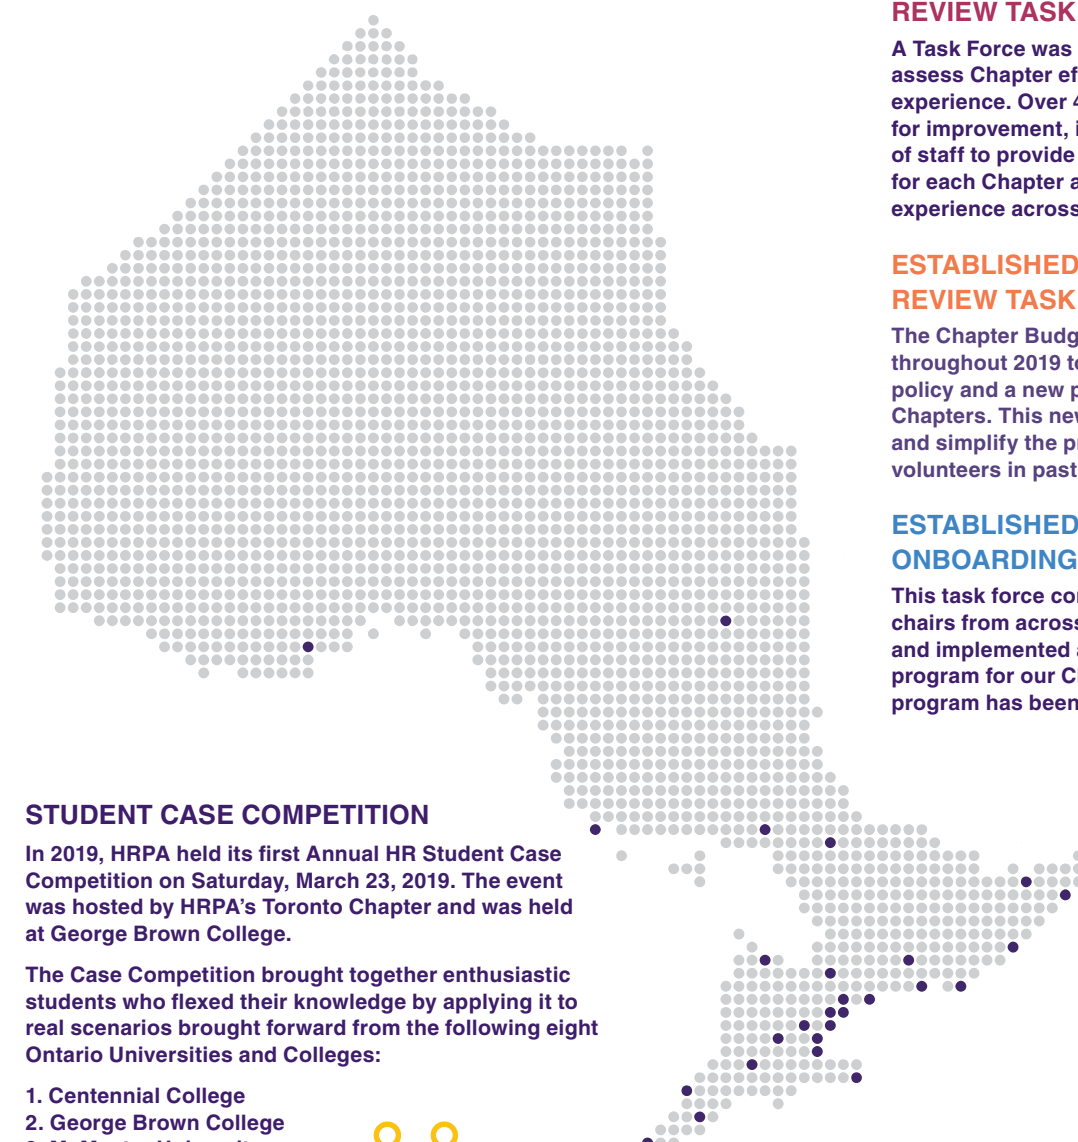 REVIEW TASK
A Task Force was
assess Chapter
experience. Over
for improvement,
of staff to provide
for each Chapter
experience across
ESTABLISHED
REVIEW TASK
The Chapter
throughout 2019
policy and a new
Chapters. This
and simplify the
volunteers in past
ESTABLISHED
ONBOARDING
This task force
chairs from across
and implemented
program for our
program has been
STUDENT CASE COMPETITION
In 2019, HRPA held its first Annual HR Student Case
Competition on Saturday, March 23, 2019. The event
was hosted by HRPA’s Toronto Chapter and was held
at George Brown College.
The Case Competition brought together enthusiastic
students who flexed their knowledge by applying it to
real scenarios brought forward from the following eight
Ontario Universities and Colleges:
1. Centennial College
2. George Brown College